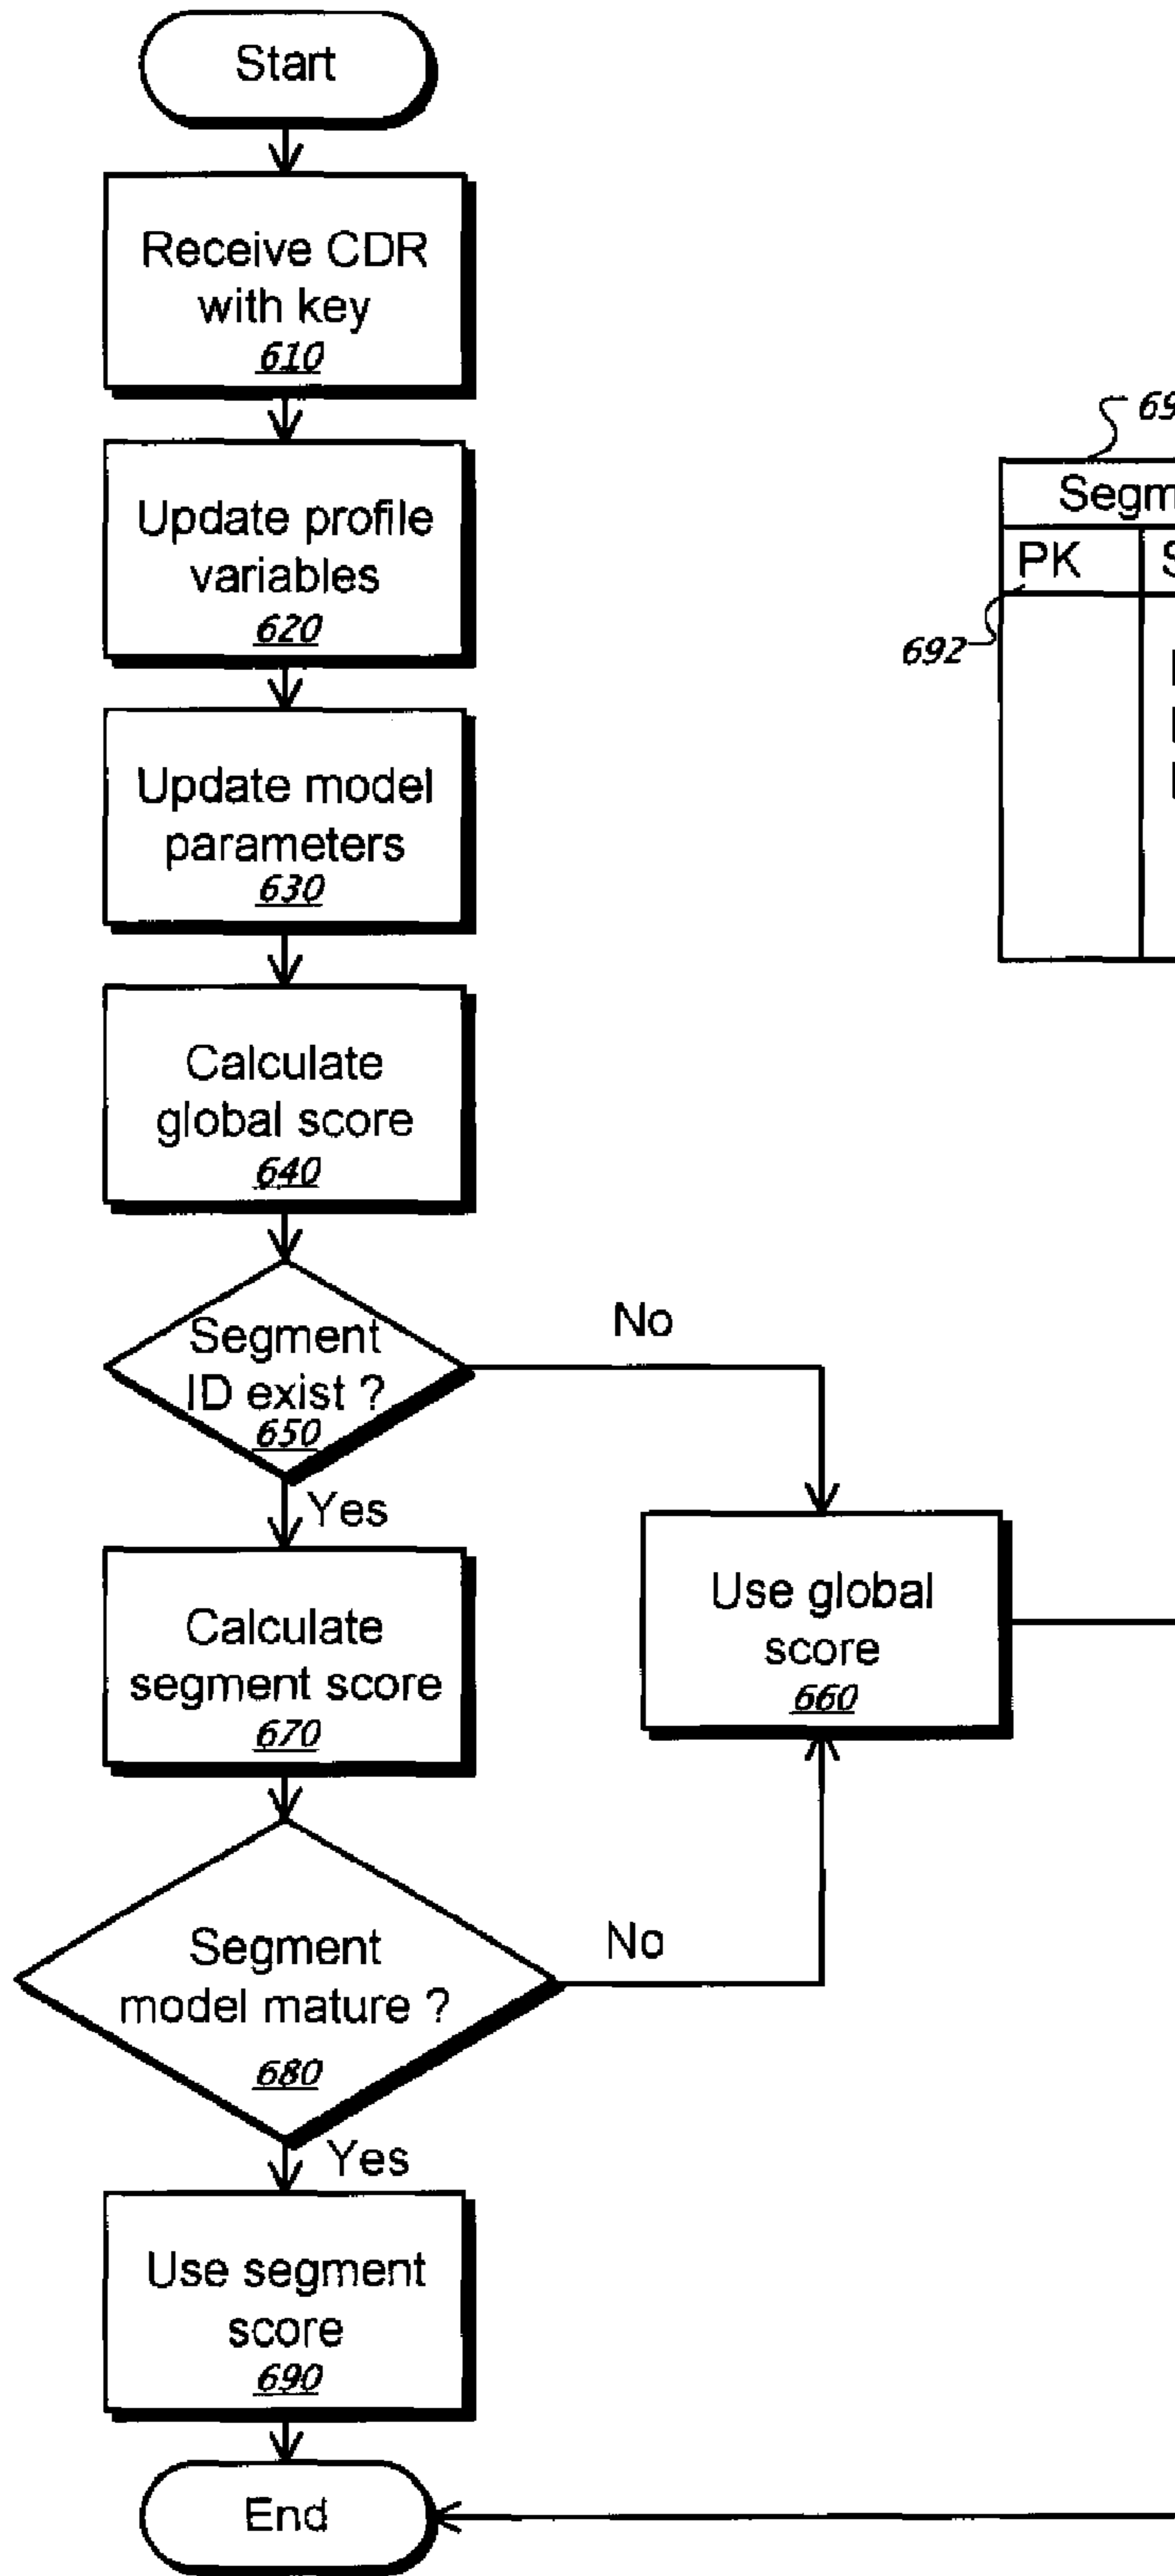 Start
Receive CDR
with key
610
Update profile
variables
620
Update model
parameters
630
Calculate
global score
640
Segment
ID exist ?
650
No
Yes
Calculate
segment score
670
Use global
score
660
Segment
model mature ?
680
No
Yes
Use segment
score
690
End
PK
692